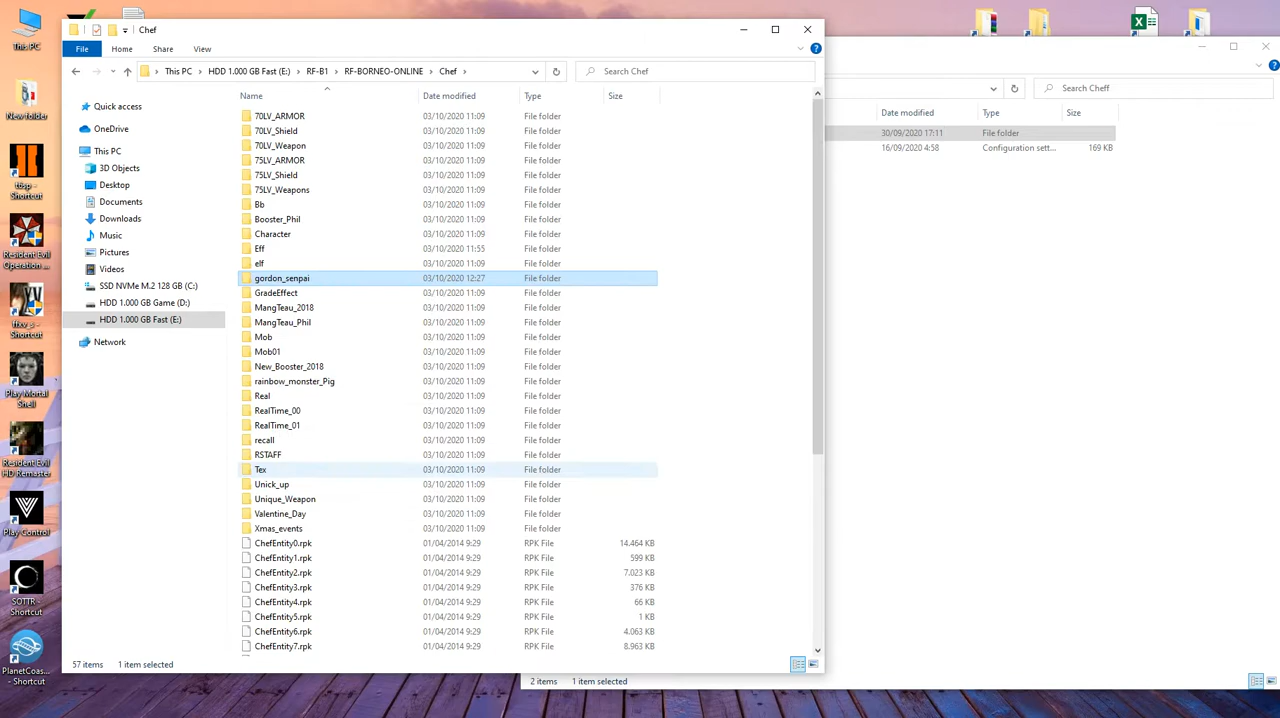 Chef
File
Home
Share
View
This PC
HDD 1.000 GB Fast (E:)
RF-B1
RF-BORNEO-ONLINE
Chef
Search Chef
Search Cheff
Name
Date modified
Type
Size
Date modified
Type
Size
30/09/2020 17:11
File folder
16/09/2020 4:58
Configuration sett...
169 KB
Quick access
OneDrive
This PC
3D Objects
Desktop
Documents
Downloads
Music
Pictures
Videos
SSD NVMe M.2 128 GB (C:)
HDD 1.000 GB Game (D:)
HDD 1.000 GB Fast (E:)
Network
70LV_ARMOR 03/10/2020 11:09 File folder
70LV_Shield 03/10/2020 11:09 File folder
70LV_Weapon 03/10/2020 11:09 File folder
75LV_ARMOR 03/10/2020 11:09 File folder
75LV_Shield 03/10/2020 11:09 File folder
75LV_Weapons 03/10/2020 11:09 File folder
Bb 03/10/2020 11:09 File folder
Booster_Phil 03/10/2020 11:09 File folder
Character 03/10/2020 11:09 File folder
Eff 03/10/2020 11:55 File folder
elf 03/10/2020 11:09 File folder
gordon_senpai 03/10/2020 12:27 File folder
GradeEffect 03/10/2020 11:09 File folder
MangTeau_2018 03/10/2020 11:09 File folder
MangTeau_Phil 03/10/2020 11:09 File folder
Mob 03/10/2020 11:09 File folder
Mob01 03/10/2020 11:09 File folder
New_Booster_2018 03/10/2020 11:09 File folder
rainbow_monster_Pig 03/10/2020 11:09 File folder
Real 03/10/2020 11:09 File folder
RealTime_00 03/10/2020 11:09 File folder
RealTime_01 03/10/2020 11:09 File folder
recall 03/10/2020 11:09 File folder
RSTAFF 03/10/2020 11:09 File folder
Tex 03/10/2020 11:09 File folder
Unick_up 03/10/2020 11:09 File folder
Unique_Weapon 03/10/2020 11:09 File folder
Valentine_Day 03/10/2020 11:09 File folder
Xmas_events 03/10/2020 11:09 File folder
ChefEntity0.rpk 01/04/2014 9:29 RPK File 14.464 KB
ChefEntity1.rpk 01/04/2014 9:29 RPK File 599 KB
ChefEntity2.rpk 01/04/2014 9:29 RPK File 7.023 KB
ChefEntity3.rpk 01/04/2014 9:29 RPK File 376 KB
ChefEntity4.rpk 01/04/2014 9:29 RPK File 66 KB
ChefEntity5.rpk 01/04/2014 9:29 RPK File 1 KB
ChefEntity6.rpk 01/04/2014 9:29 RPK File 4.063 KB
ChefEntity7.rpk 01/04/2014 9:29 RPK File 8.963 KB
57 items
1 item selected
2 items
1 item selected
This PC
New folder
t6sp -
Shortcut
Resident Evil
Operation ...
ffxv_s -
Shortcut
Play Mortal
Shell
Resident Evil
HD Remaster
Play Control
SOTTR -
Shortcut
PlanetCoas...
- Shortcut